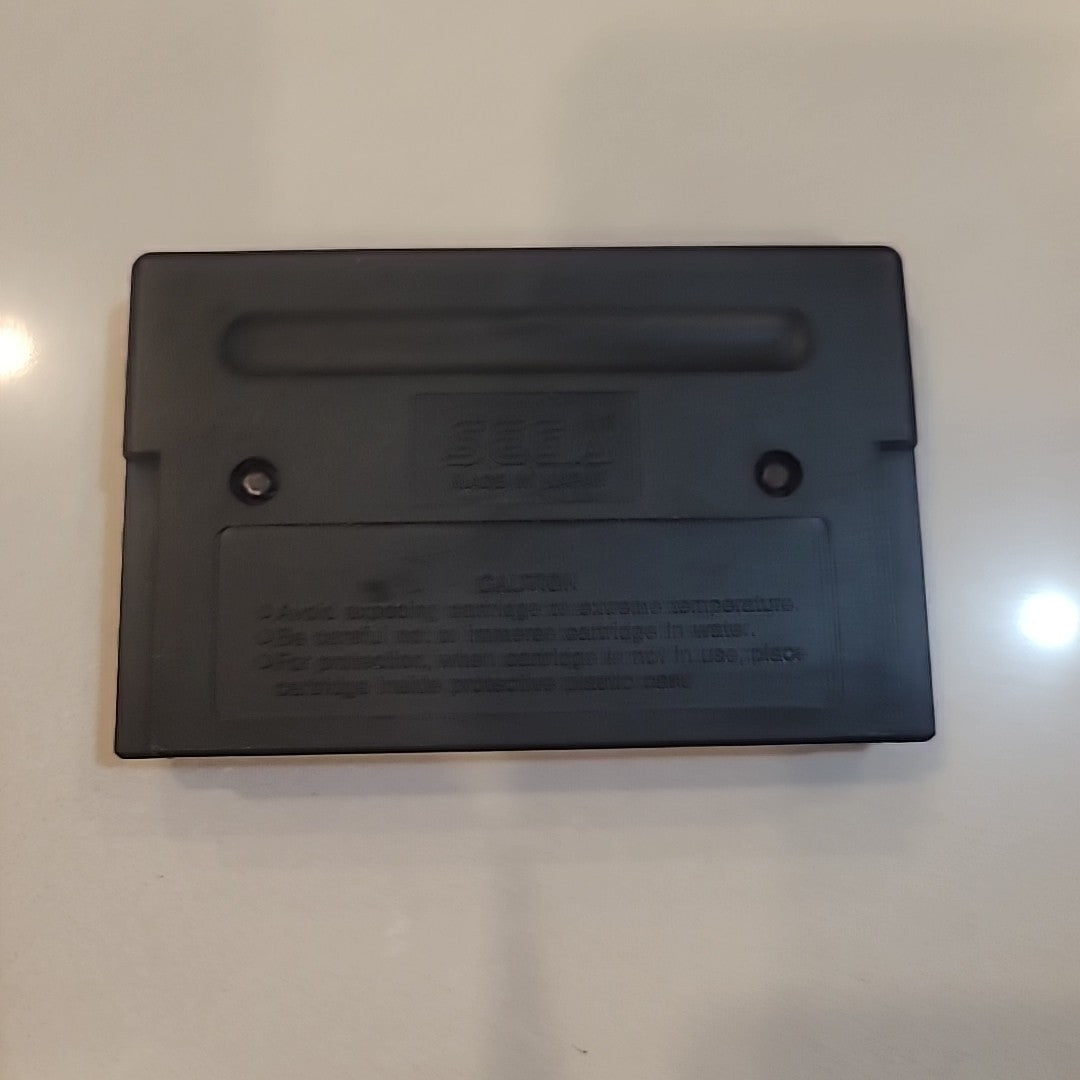 SEGA
MADE IN JAPAN
CAUTION
• Avoid exposing cartridge at extreme temperature.
• Be careful not to immerse cartridge in water.
• For protection, when cartridge is not in use, place
cartridge inside protective plastic case